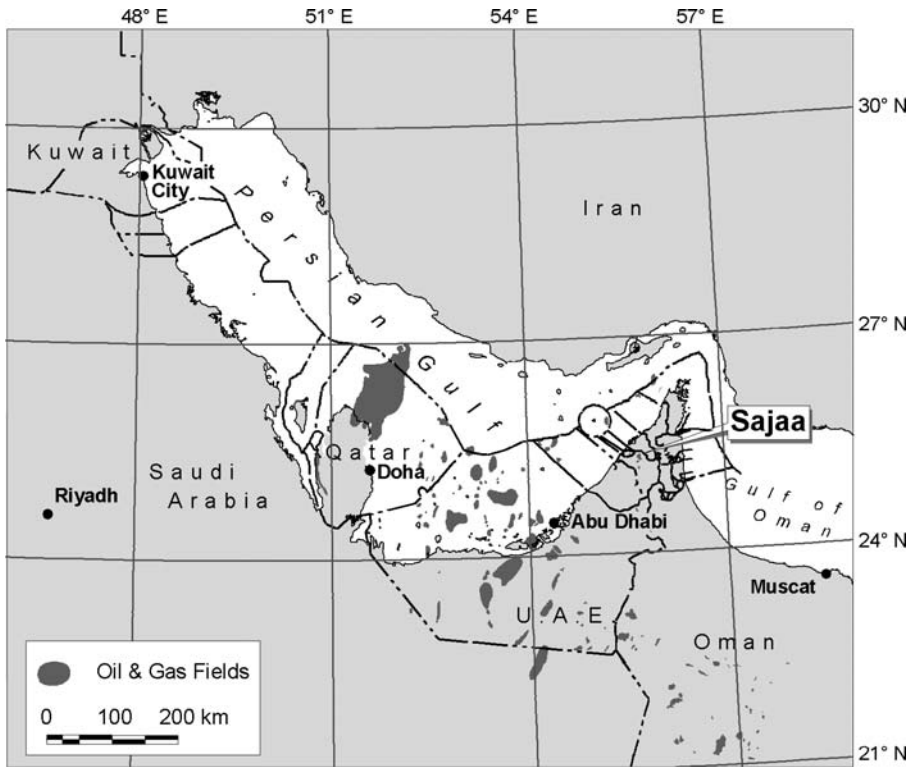 48° E 51° E 54° E 57° E
30° N
Kuwait
Kuwait
City
Persian
Gulf
Iran
27° N
Sajaa
Qatar
Doha
Saudi
Arabia
Riyadh
Abu Dhabi
Gulf of
Oman
24° N
Muscat
U A E
Oman
Oil & Gas Fields
0 100 200 km
21° N